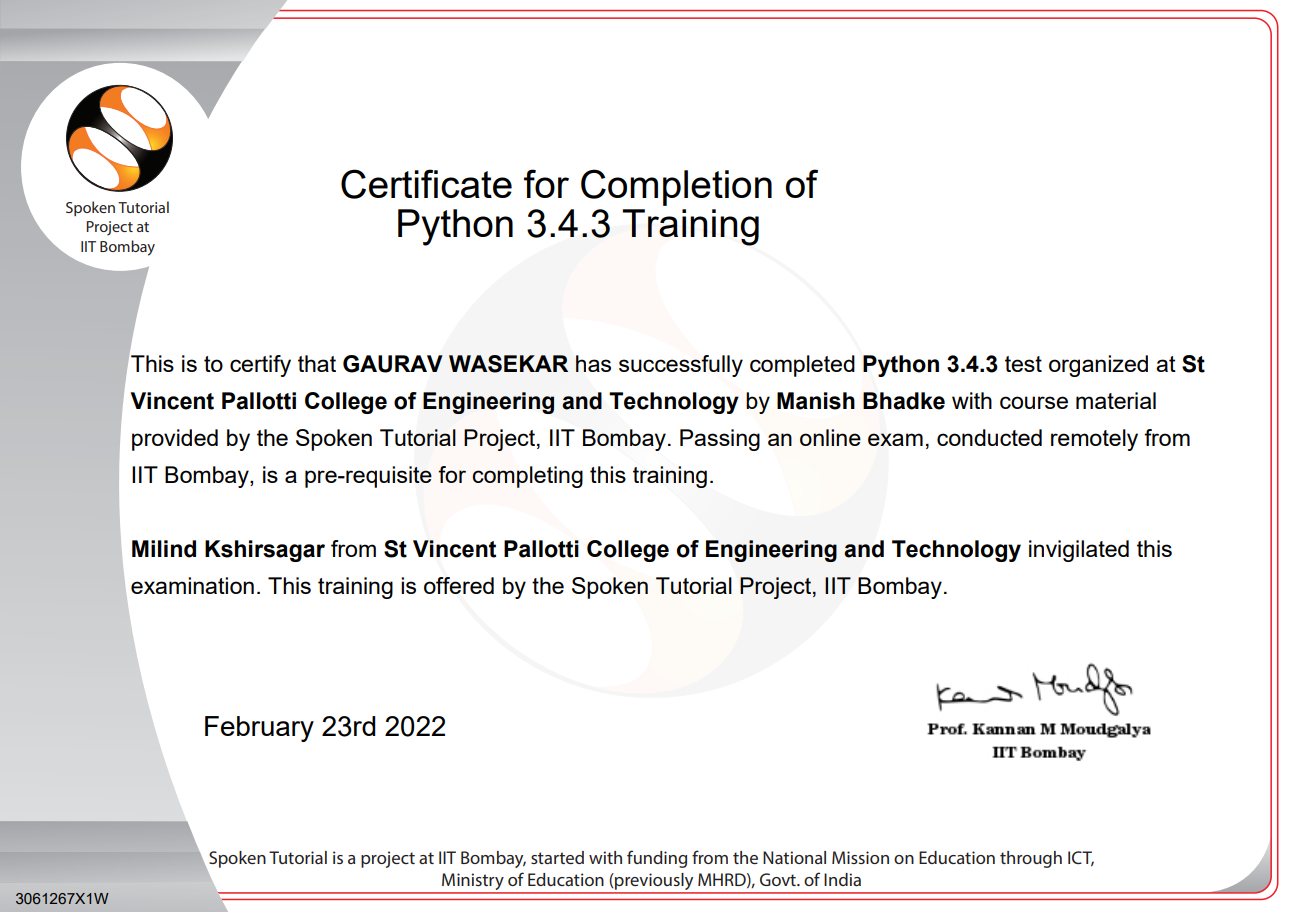 Spoken Tutorial
Project at
IIT Bombay
Certificate for Completion of
Python 3.4.3 Training
This is to certify that GAURAV WASEKAR has successfully completed Python 3.4.3 test organized at St
Vincent Pallotti College of Engineering and Technology by Manish Bhadke with course material
provided by the Spoken Tutorial Project, IIT Bombay. Passing an online exam, conducted remotely from
IIT Bombay, is a pre-requisite for completing this training.
Milind Kshirsagar from St Vincent Pallotti College of Engineering and Technology invigilated this
examination. This training is offered by the Spoken Tutorial Project, IIT Bombay.
February 23rd 2022
Prof. Kannan M Moudgalya
IIT Bombay
Spoken Tutorial is a project at IIT Bombay, started with funding from the National Mission on Education through ICT,
Ministry of Education (previously MHRD), Govt. of India
3061267X1W